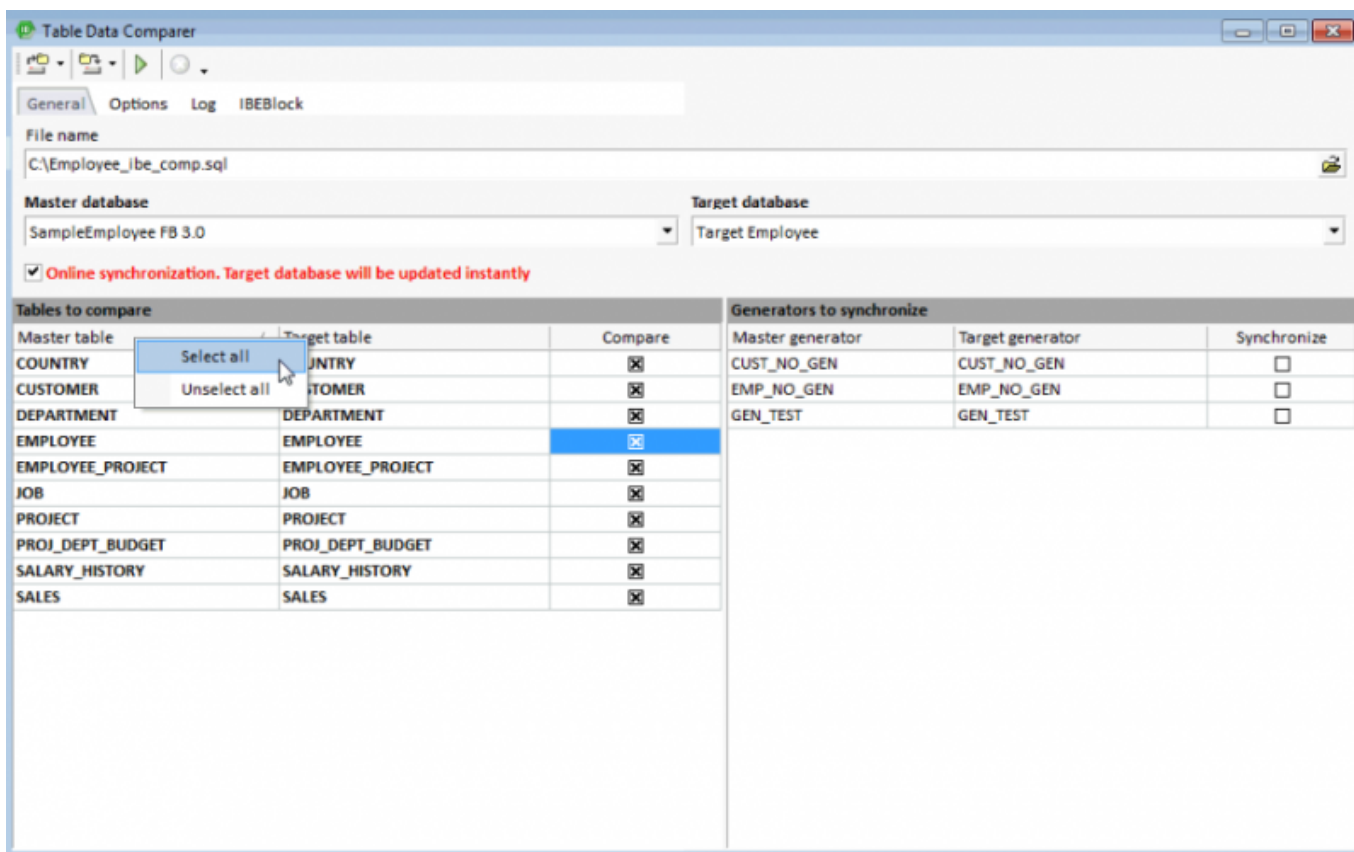 Table Data Comparer
General Options Log IBEBlock
File name
C:\Employee_ibe_comp.sql
Master database Target database
SampleEmployee FB 3.0 Target Employee
Online synchronization. Target database will be updated instantly
Tables to compare Generators to synchronize
Master table Target table Compare Master generator Target generator Synchronize
Select all
Unselect all
COUNTRY UNTRY CUST_NO_GEN CUST_NO_GEN
CUSTOMER TOMER EMP_NO_GEN EMP_NO_GEN
DEPARTMENT DEPARTMENT GEN_TEST GEN_TEST
EMPLOYEE EMPLOYEE
EMPLOYEE_PROJECT EMPLOYEE_PROJECT
JOB JOB
PROJECT PROJECT
PROJ_DEPT_BUDGET PROJ_DEPT_BUDGET
SALARY_HISTORY SALARY_HISTORY
SALES SALES